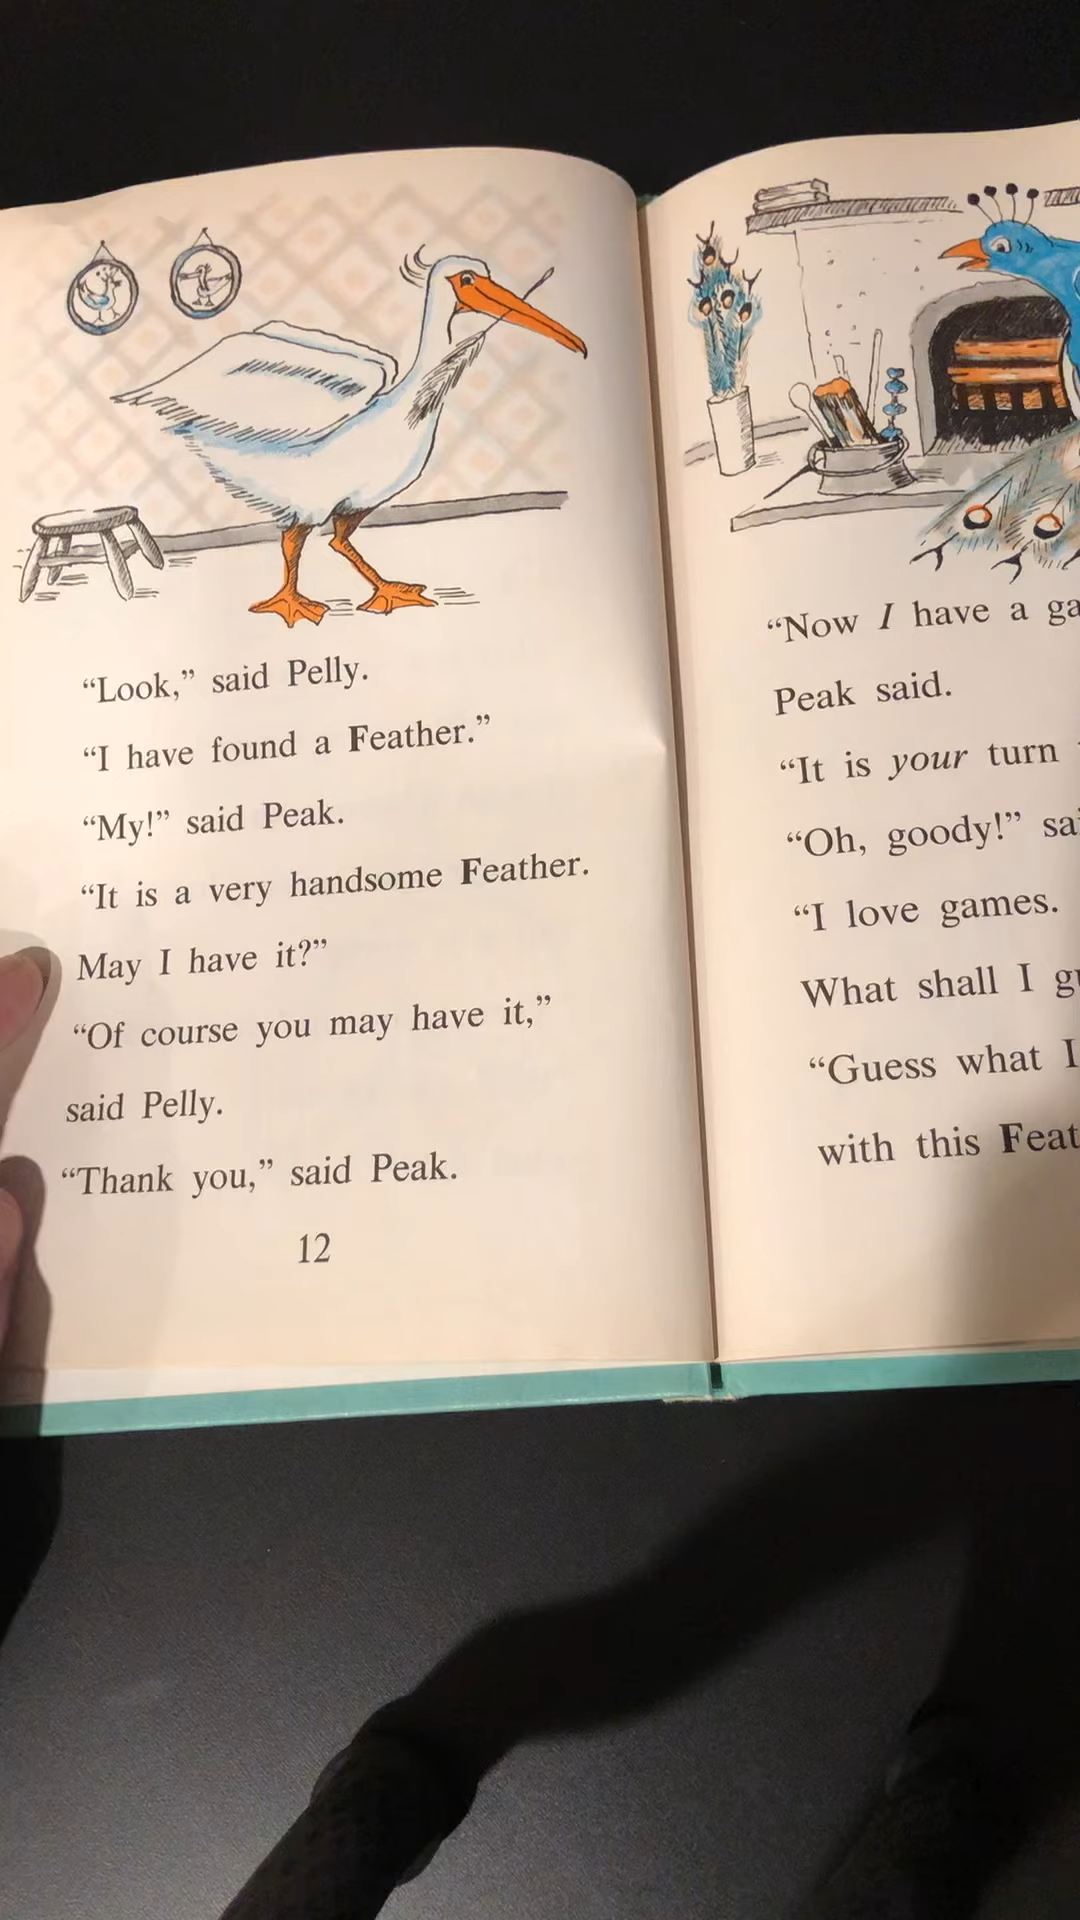 “Look,” said Pelly.
“I have found a Feather.”
“My!” said Peak.
“It is a very handsome Feather.
May I have it?”
“Of course you may have it,”
said Pelly.
“Thank you,” said Peak.
12
“Now I have a
Peak said.
“It is your turn
“Oh, goody!”
“I love games.
What shall I
“Guess what I
with this